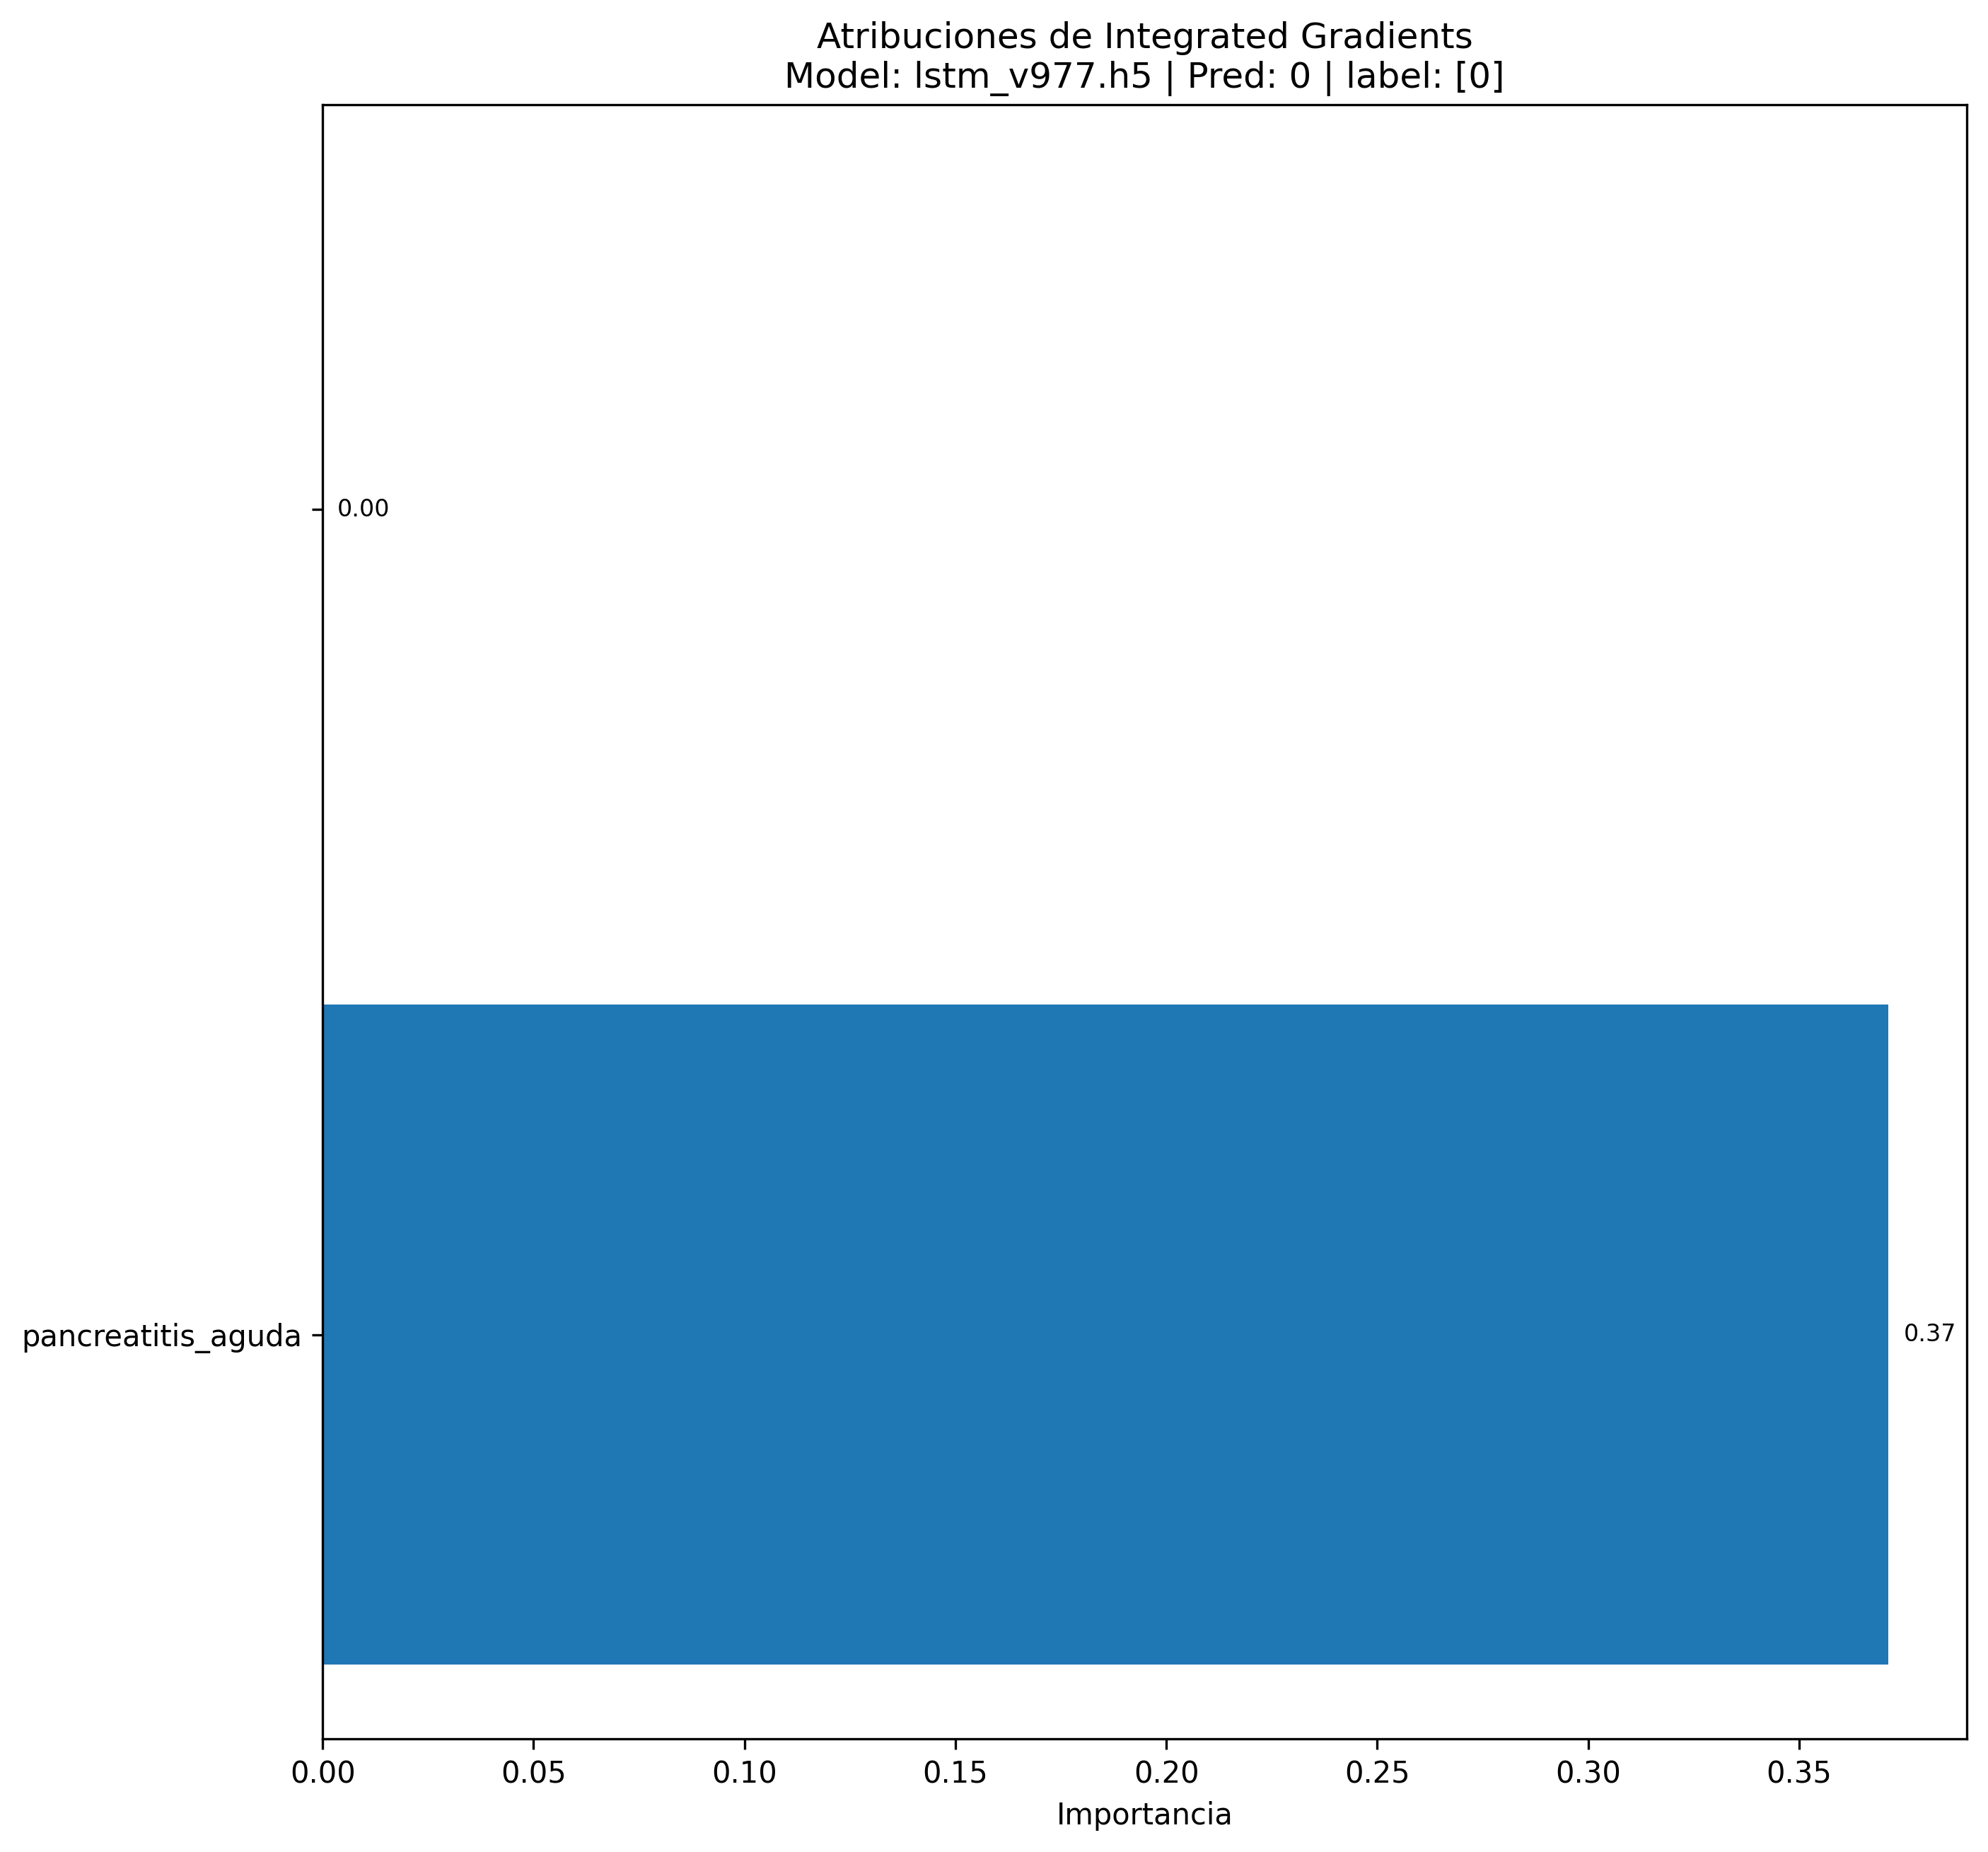 Atribuciones de Integrated Gradients
Model: lstm_v977.h5 | Pred: 0 | label: [0]
0.00
pancreatitis_aguda
0.37
0.00 0.05 0.10 0.15 0.20 0.25 0.30 0.35
Importancia